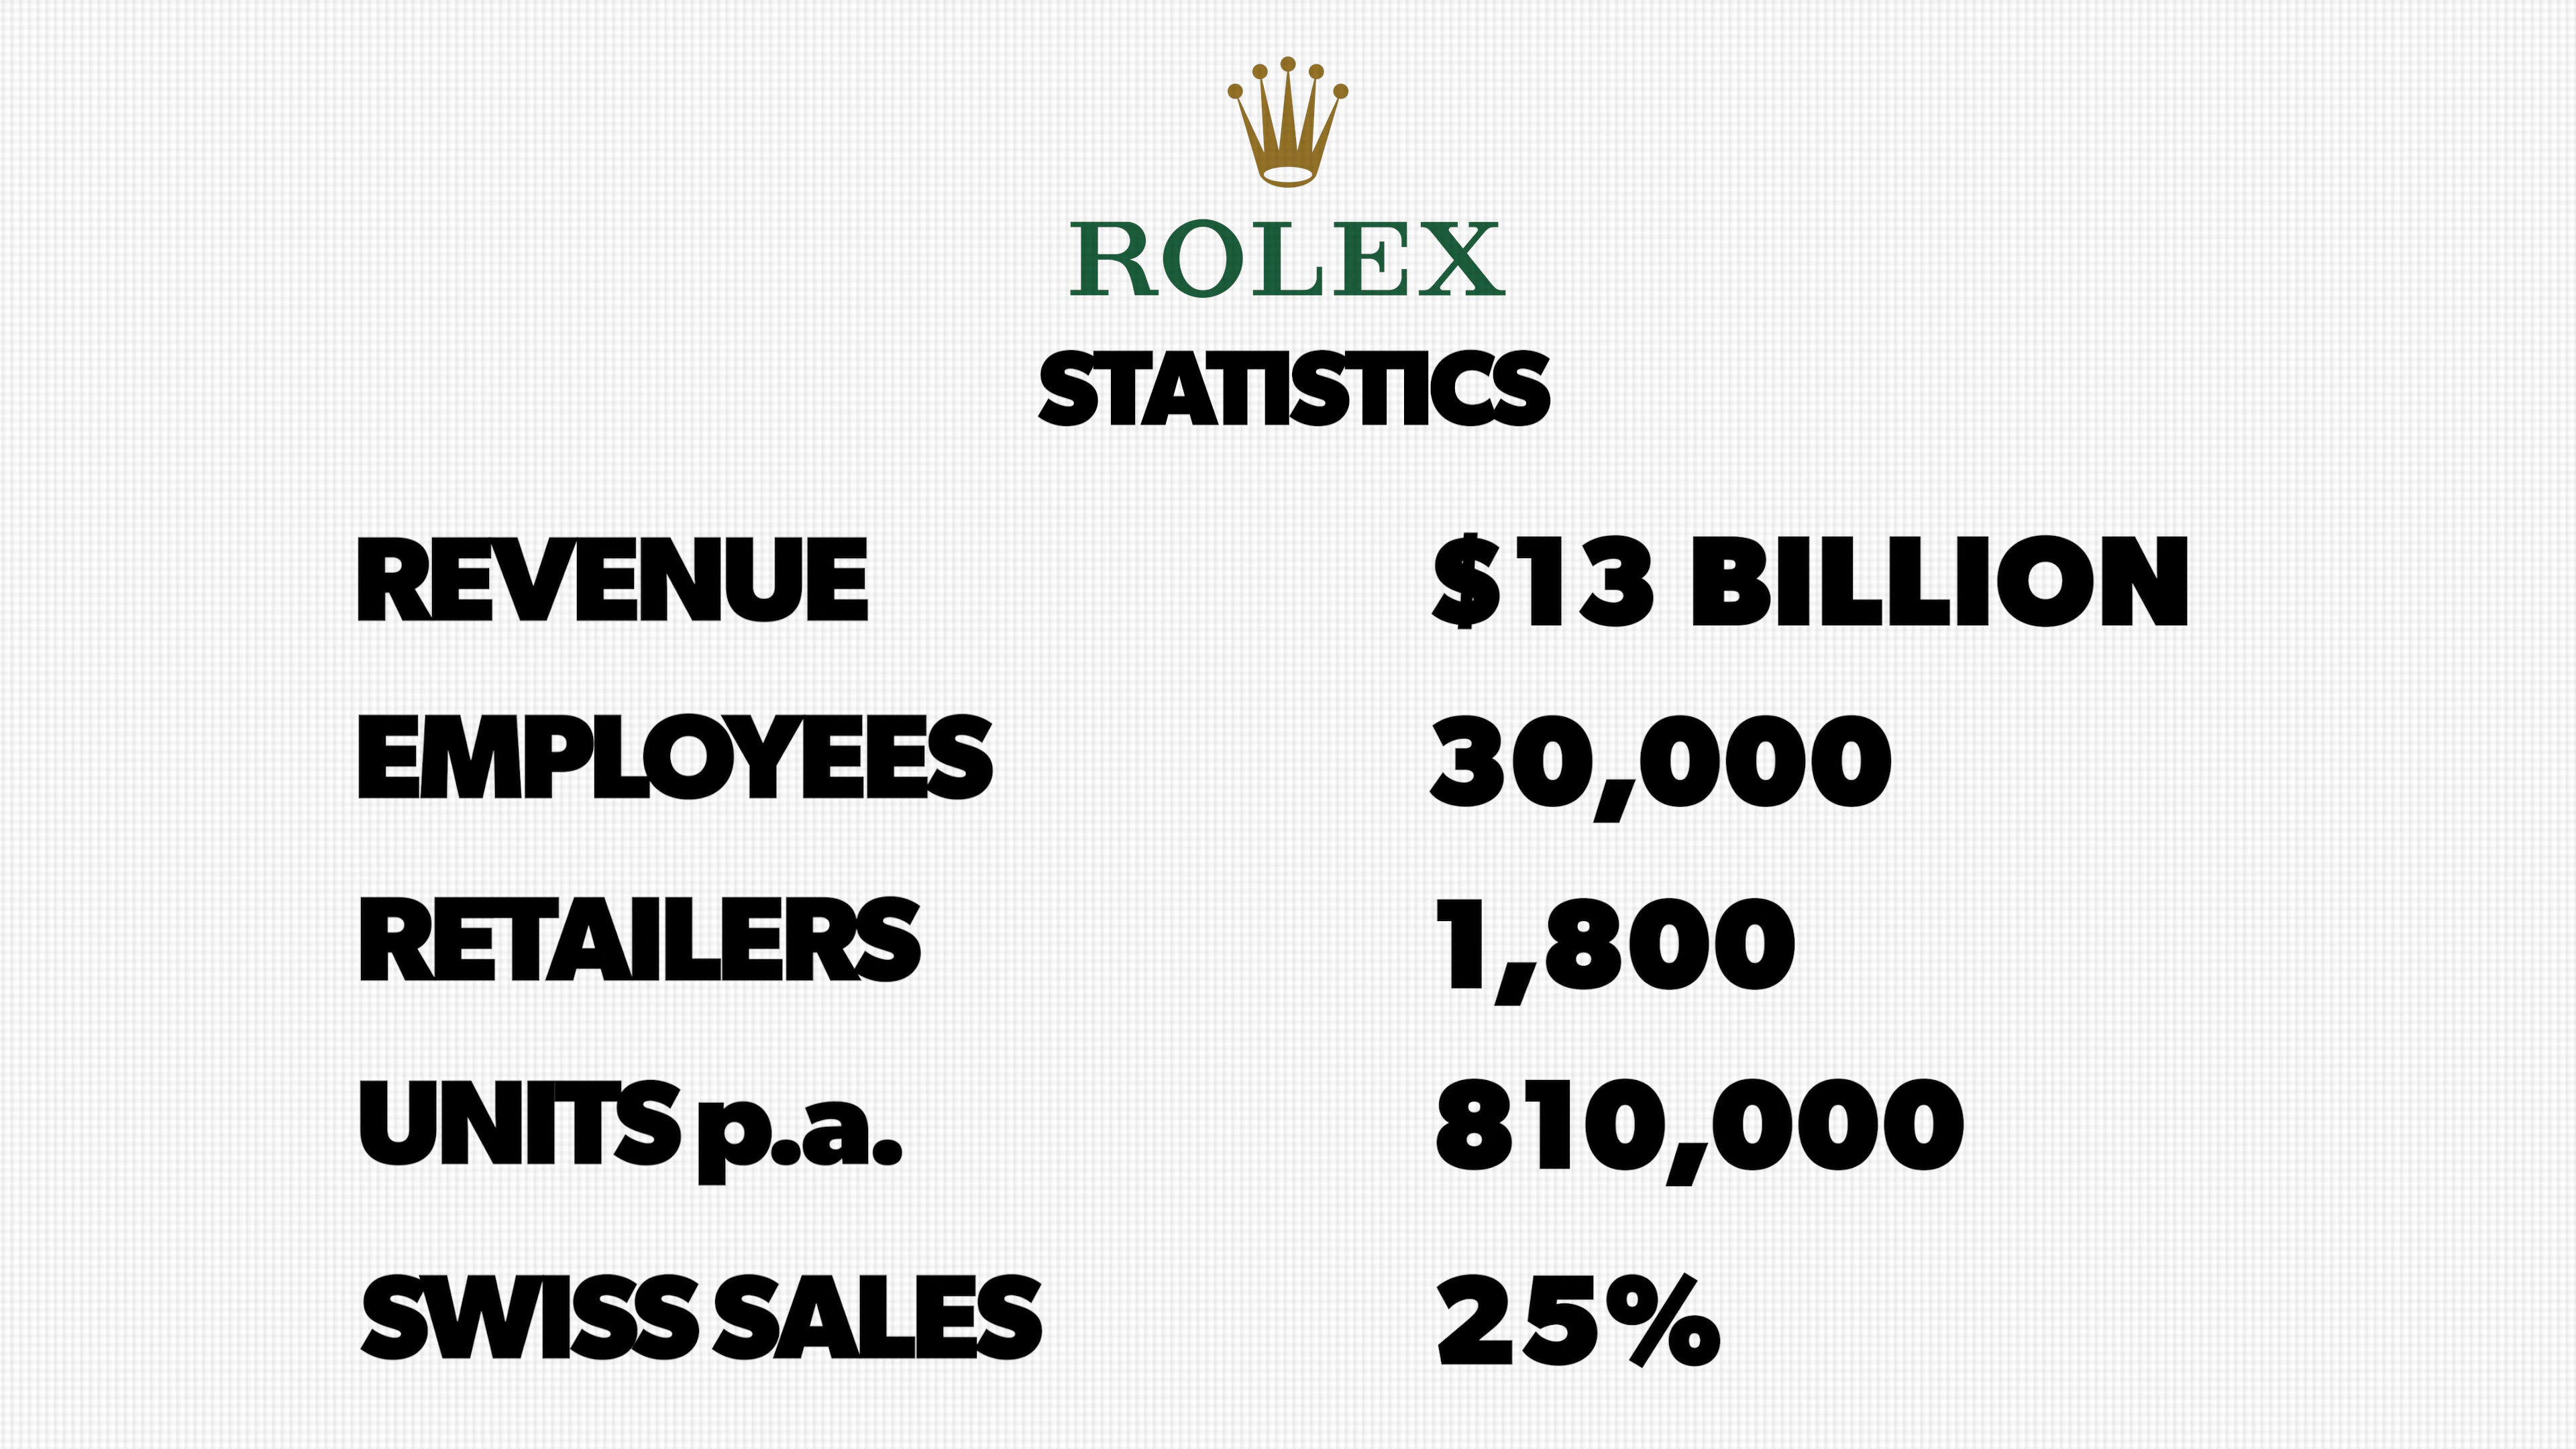 ROLEX
STATISTICS
REVENUE $13 BILLION
EMPLOYEES 30,000
RETAILERS 1,800
UNITS p.a. 810,000
SWISS SALES 25%